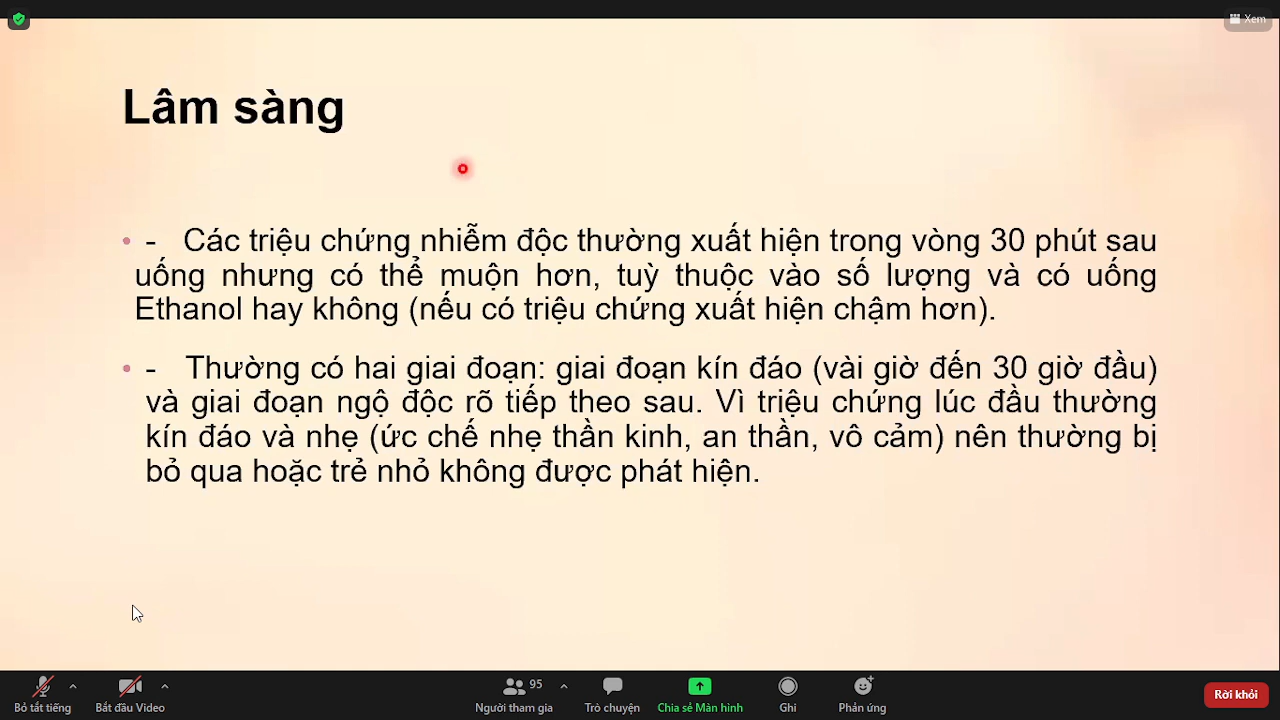 Xem
Lâm sàng
• - Các triệu chứng nhiễm độc thường xuất hiện trong vòng 30 phút sau
uống nhưng có thể muộn hơn, tuỳ thuộc vào số lượng và có uống
Ethanol hay không (nếu có triệu chứng xuất hiện chậm hơn).
• - Thường có hai giai đoạn: giai đoạn kín đáo (vài giờ đến 30 giờ đầu)
và giai đoạn ngộ độc rõ tiếp theo sau. Vì triệu chứng lúc đầu thường
kín đáo và nhẹ (ức chế nhẹ thần kinh, an thần, vô cảm) nên thường bị
bỏ qua hoặc trẻ nhỏ không được phát hiện.
95
Bỏ tắt tiếng Bắt đầu Video Người tham gia Trò chuyện Chia sẻ Màn hình Ghi Phản ứng Rời khỏi